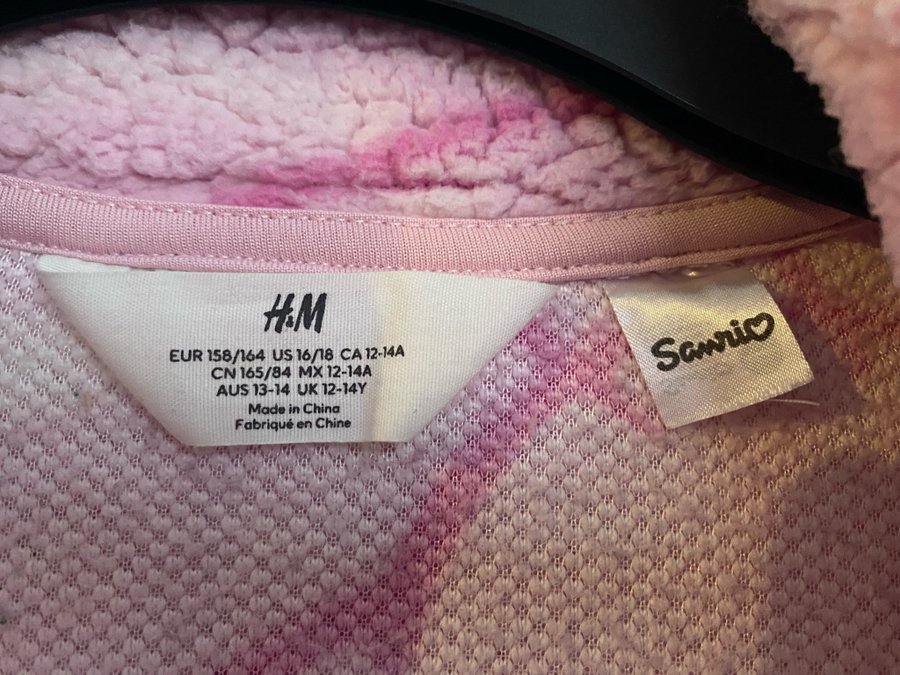 H&M
EUR 158/164 US 16/18 CA 12-14A
CN 165/84 MX 12-14A
AUS 13-14 UK 12-14Y
Made in China
Fabriqué en Chine
Sanrio